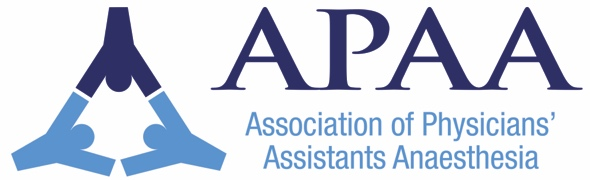 APAA
Association of Physicians’
Assistants Anaesthesia